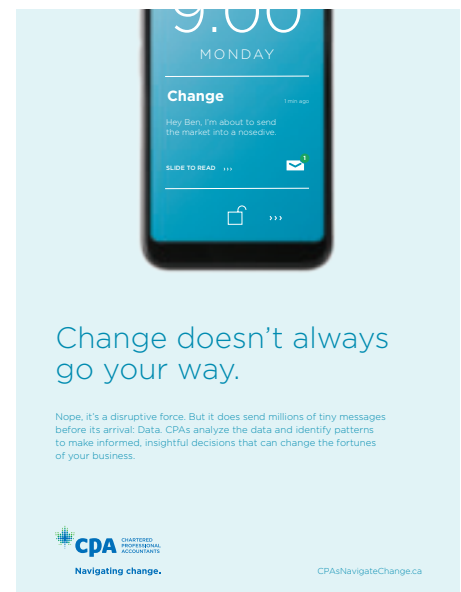 9:00
MONDAY
Change
1 min ago
Hey Ben, I'm about to send
the market into a nosedive.
SLIDE TO READ ›››
1
›››
Change doesn't always
go your way.
Nope, it's a disruptive force. But it does send millions of tiny messages
before its arrival: Data. CPAs analyze the data and identify patterns
to make informed, insightful decisions that can change the fortunes
of your business.
CPA
CHARTERED
PROFESSIONAL
ACCOUNTANTS
Navigating change.
CPAsNavigateChange.ca